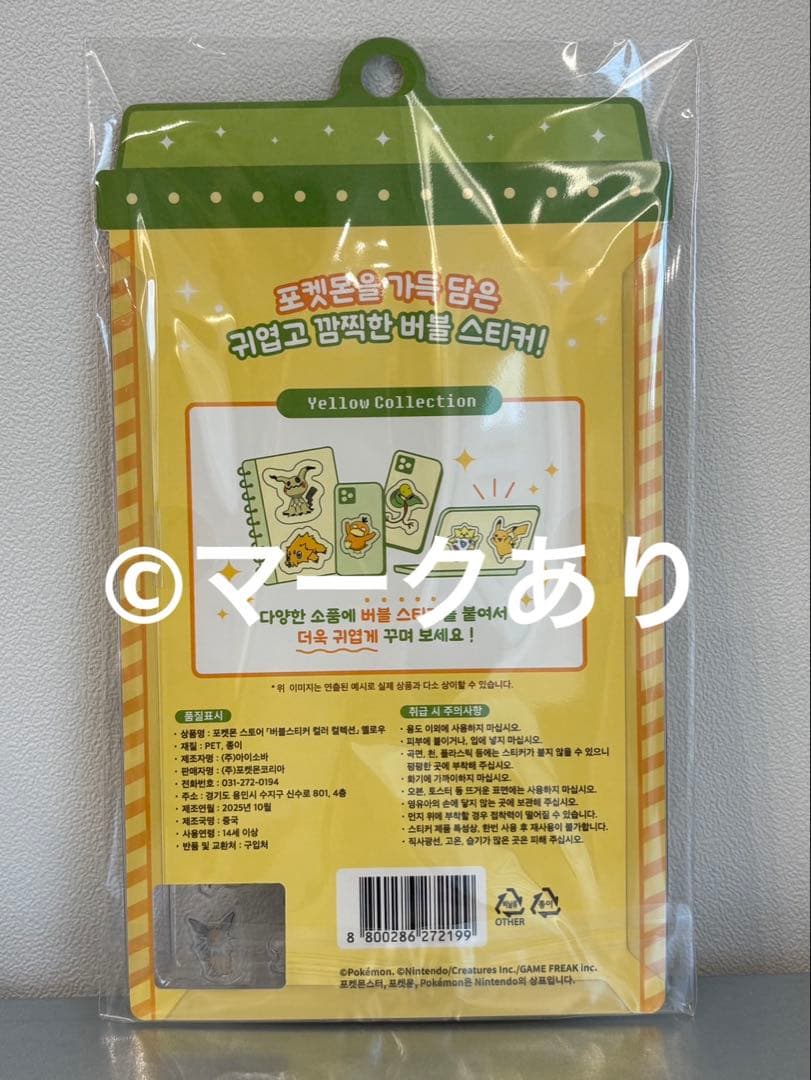 포켓몬을 가득 담은
귀엽고 깜찍한 버블 스티커!
Yellow Collection
©マークあり
다양한 소품에 버블 스티커를 붙여서
더욱 귀엽게 꾸며 보세요!
*위 이미지는 연출된 예시로 실제 상품과 다소 상이할 수 있습니다.
품질표시
· 상품명 : 포켓몬 스토어 「버블스티커 컬러 컬렉션」 옐로우
· 재질 : PET, 종이
· 제조자명 : (주)아이소바
· 판매자명 : (주)포켓몬코리아
· 전화번호 : 031-272-0194
· 주소 : 경기도 용인시 수지구 신수로 801, 4층
· 제조연월 : 2025년 10월
· 제조국명 : 중국
· 사용연령 : 14세 이상
· 반품 및 교환처 : 구입처
취급 시 주의사항
· 용도 이외에 사용하지 마십시오.
· 피부에 붙이거나, 입에 넣지 마십시오.
· 곡면, 천, 플라스틱 등에는 스티커가 붙지 않을 수 있으니
평평한 곳에 부착해 주십시오.
· 화기에 가까이하지 마십시오.
· 오븐, 토스터 등 뜨거운 표면에는 사용하지 마십시오.
· 영유아의 손에 닿지 않는 곳에 보관해 주십시오.
· 먼지 위에 부착할 경우 접착력이 떨어질 수 있습니다.
· 스티커 제품 특성상, 한번 사용 후 재사용이 불가합니다.
· 직사광선, 고온, 습기가 많은 곳은 피해 주십시오.
8 800286 272199
비닐류
OTHER
종이
©Pokémon. ©Nintendo/Creatures Inc./GAME FREAK inc.
포켓몬스터, 포켓몬, Pokémon은 Nintendo의 상표입니다.